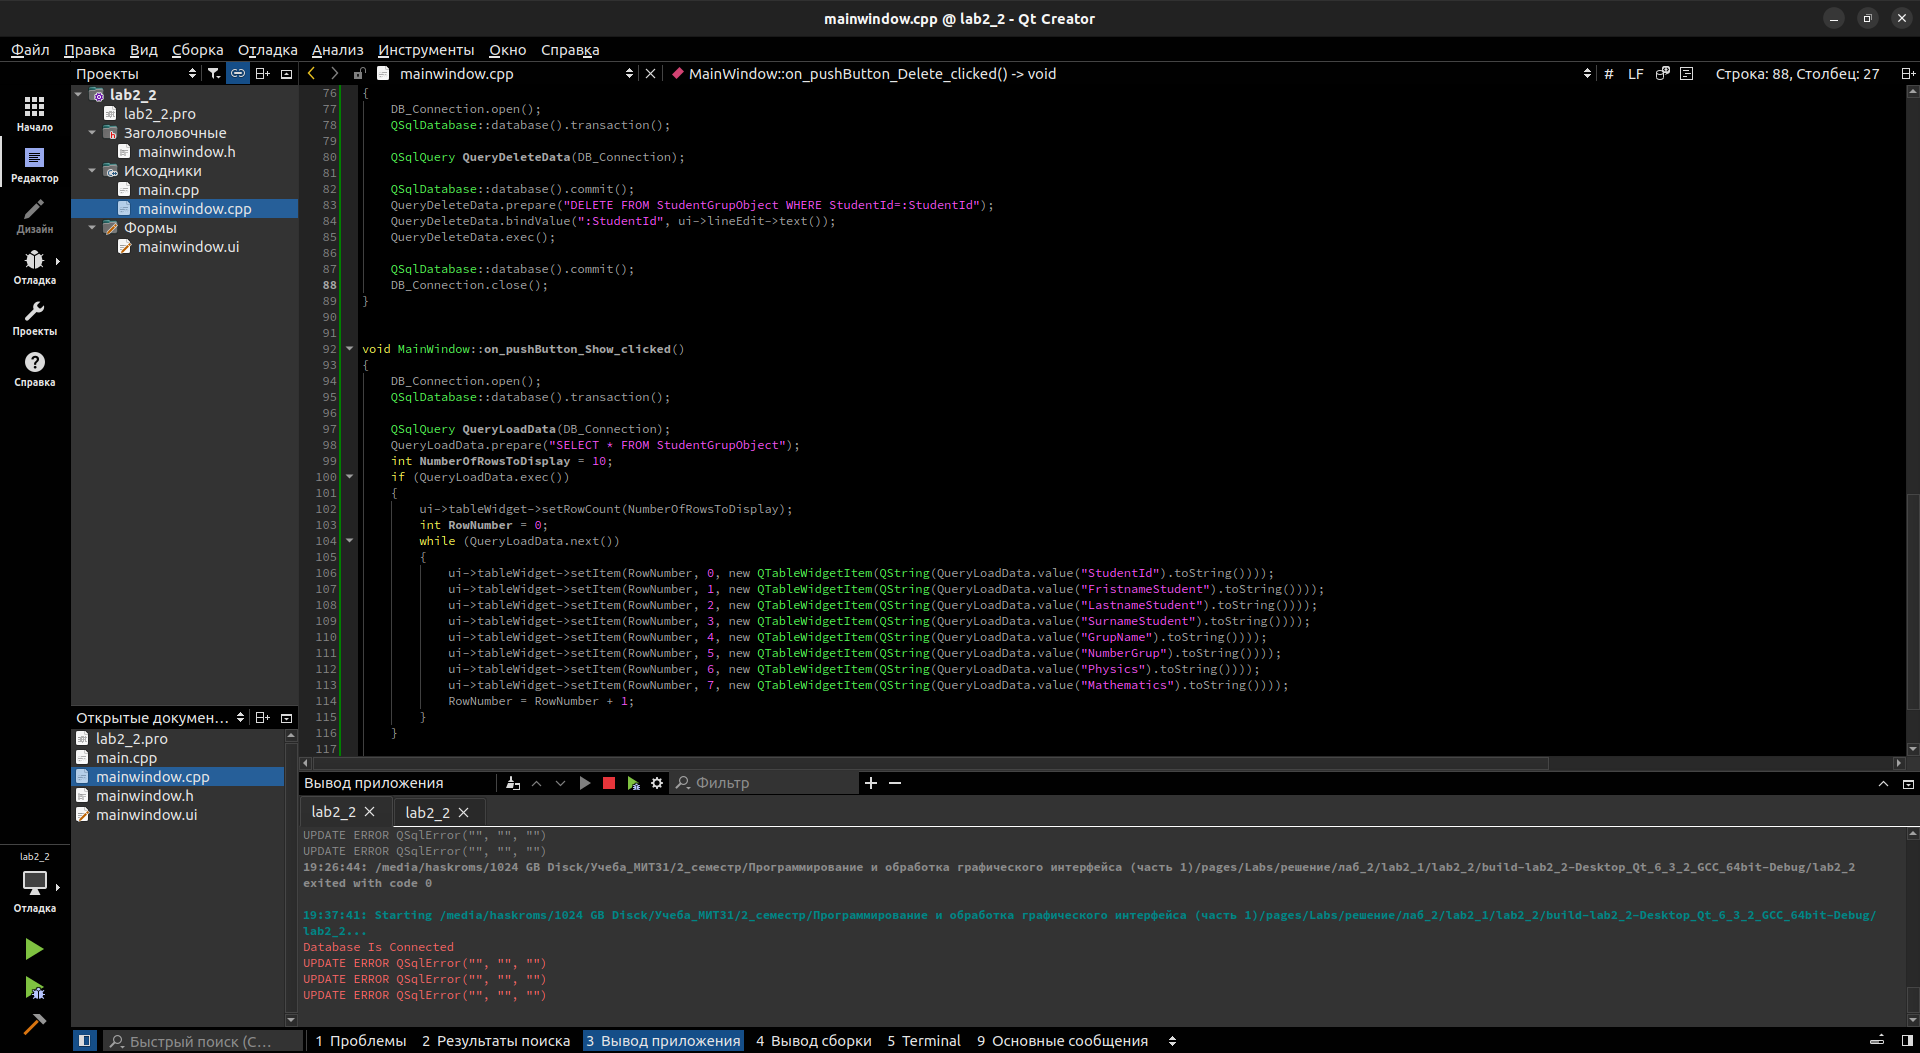 mainwindow.cpp @ lab2_2 - Qt Creator
Файл Правка Вид Сборка Отладка Анализ Инструменты Окно Справка
Проекты
mainwindow.cpp
MainWindow::on_pushButton_Delete_clicked() -> void
# LF
Строка: 88, Столбец: 27
Начало
Редактор
Дизайн
Отладка
Проекты
Справка
lab2_2
lab2_2.pro
Заголовочные
mainwindow.h
Исходники
main.cpp
mainwindow.cpp
Формы
mainwindow.ui
76 {
77 DB_Connection.open();
78 QSqlDatabase::database().transaction();
79
80 QSqlQuery QueryDeleteData(DB_Connection);
81
82 QSqlDatabase::database().commit();
83 QueryDeleteData.prepare("DELETE FROM StudentGrupObject WHERE StudentId=:StudentId");
84 QueryDeleteData.bindValue(":StudentId", ui->lineEdit->text());
85 QueryDeleteData.exec();
86
87 QSqlDatabase::database().commit();
88 DB_Connection.close();
89 }
90
91
92 void MainWindow::on_pushButton_Show_clicked()
93 {
94 DB_Connection.open();
95 QSqlDatabase::database().transaction();
96
97 QSqlQuery QueryLoadData(DB_Connection);
98 QueryLoadData.prepare("SELECT * FROM StudentGrupObject");
99 int NumberOfRowsToDisplay = 10;
100 if (QueryLoadData.exec())
101 {
102 ui->tableWidget->setRowCount(NumberOfRowsToDisplay);
103 int RowNumber = 0;
104 while (QueryLoadData.next())
105 {
106 ui->tableWidget->setItem(RowNumber, 0, new QTableWidgetItem(QString(QueryLoadData.value("StudentId").toString())));
107 ui->tableWidget->setItem(RowNumber, 1, new QTableWidgetItem(QString(QueryLoadData.value("FristnameStudent").toString())));
108 ui->tableWidget->setItem(RowNumber, 2, new QTableWidgetItem(QString(QueryLoadData.value("LastnameStudent").toString())));
109 ui->tableWidget->setItem(RowNumber, 3, new QTableWidgetItem(QString(QueryLoadData.value("SurnameStudent").toString())));
110 ui->tableWidget->setItem(RowNumber, 4, new QTableWidgetItem(QString(QueryLoadData.value("GrupName").toString())));
111 ui->tableWidget->setItem(RowNumber, 5, new QTableWidgetItem(QString(QueryLoadData.value("NumberGrup").toString())));
112 ui->tableWidget->setItem(RowNumber, 6, new QTableWidgetItem(QString(QueryLoadData.value("Physics").toString())));
113 ui->tableWidget->setItem(RowNumber, 7, new QTableWidgetItem(QString(QueryLoadData.value("Mathematics").toString())));
114 RowNumber = RowNumber + 1;
115 }
116 }
117
Открытые докумен...
lab2_2.pro
main.cpp
mainwindow.cpp
mainwindow.h
mainwindow.ui
Вывод приложения
Фильтр
lab2_2 lab2_2
UPDATE ERROR QSqlError("", "", "")
UPDATE ERROR QSqlError("", "", "")
19:26:44: /media/haskroms/1024 GB Disck/Учеба_МИТ31/2_семестр/Программирование и обработка графического интерфейса (часть 1)/pages/Labs/решение/лаб_2/lab2_1/lab2_2/build-lab2_2-Desktop_Qt_6_3_2_GCC_64bit-Debug/lab2_2
exited with code 0
19:37:41: Starting /media/haskroms/1024 GB Disck/Учеба_МИТ31/2_семестр/Программирование и обработка графического интерфейса (часть 1)/pages/Labs/решение/лаб_2/lab2_1/lab2_2/build-lab2_2-Desktop_Qt_6_3_2_GCC_64bit-Debug/
lab2_2...
Database Is Connected
UPDATE ERROR QSqlError("", "", "")
UPDATE ERROR QSqlError("", "", "")
UPDATE ERROR QSqlError("", "", "")
lab2_2
Отладка
Быстрый поиск (C...
1 Проблемы 2 Результаты поиска 3 Вывод приложения 4 Вывод сборки 5 Terminal 9 Основные сообщения